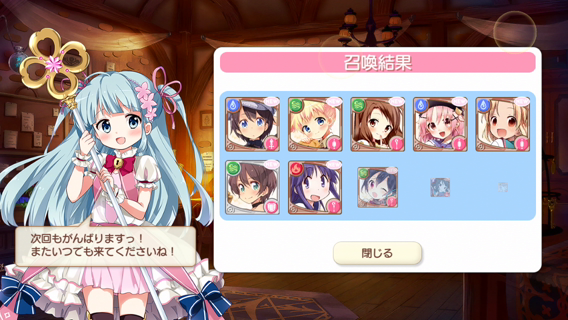 召喚結果
次回もがんばりますっ！
またいつでも来てくださいね！
閉じる